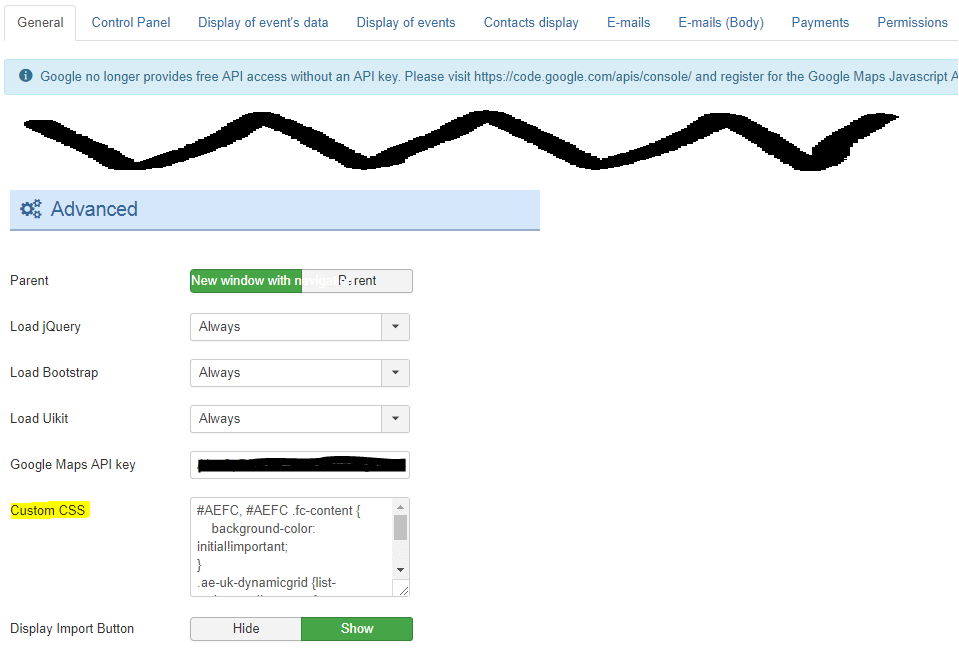 General Control Panel Display of event's data Display of events Contacts display E-mails E-mails (Body) Payments Permissions
Google no longer provides free API access without an API key. Please visit https://code.google.com/apis/console/ and register for the Google Maps Javascript A
Advanced
Parent New window with
Load jQuery Always
Load Bootstrap Always
Load Uikit Always
Google Maps API key
Custom CSS #AEFC, #AEFC .fc-content {
background-color:
initial!important;
}
.ae-uk-dynamicgrid {list-
Display Import Button Hide Show